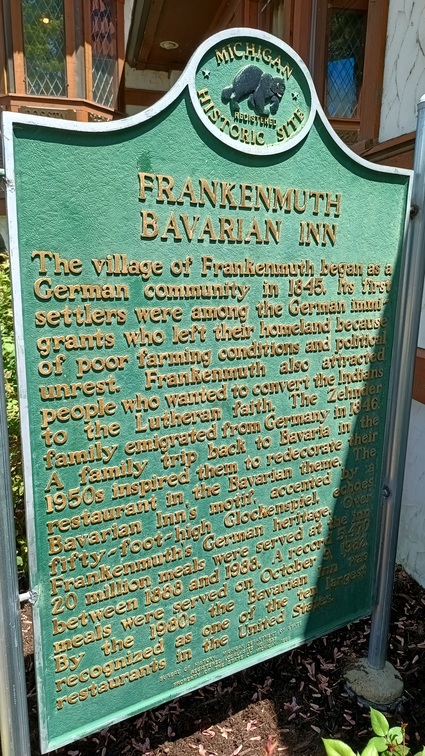 MICHIGAN
REGISTERED
HISTORIC SITE
FRANKENMUTH
BAVARIAN INN
The village of Frankenmuth began as a
German community in 1845. Its first
settlers were among the German immi-
grants who left their homeland because
of poor farming conditions and political
unrest. Frankenmuth also attracted
people who wanted to convert the Indians
to the Lutheran faith. The Zehnder
family emigrated from Germany in 1846.
A family trip back to Bavaria in the
1950s inspired them to redecorate their
restaurant in the Bavarian theme. The
Bavarian Inn's motif, accented by a
fifty-foot-high Glockenspiel, echoes
Frankenmuth's German heritage. Over
20 million meals were served at the inn
between 1888 and 1988. A record
meals were served on October
By the 1980s the Bavarian Inn was
recognized as one of the ten largest
restaurants in the United States.